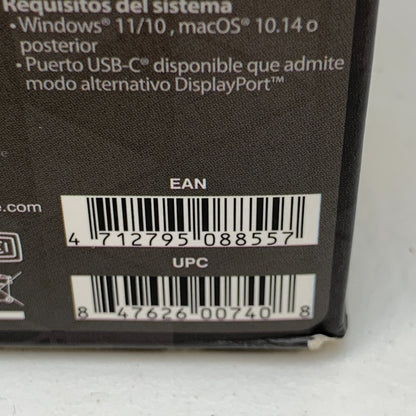 Requisitos del sistema
•Windows® 11/10 , macOS® 10.14 o
posterior
•Puerto USB-C® disponible que admite
modo alternativo DisplayPort™
EAN
e.com
4 712795 088557
UPC
8 47626 00740 8